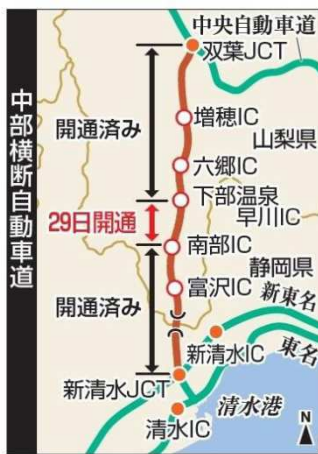 中部横断自動車道
中央自動車道
双葉JCT
開通済み
増穂IC
山梨県
六郷IC
下部温泉
早川IC
29日開通
南部IC
静岡県
富沢IC
新東名
開通済み
東名
新清水IC
新清水JCT
清水港
清水IC
N